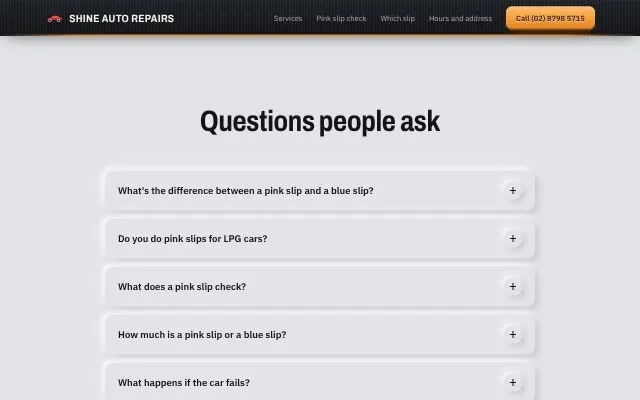 SHINE AUTO REPAIRS
Services
Pink slip check
Which slip
Hours and address
Call (02) 8798 5715
Questions people ask
What's the difference between a pink slip and a blue slip?
+
Do you do pink slips for LPG cars?
+
What does a pink slip check?
+
How much is a pink slip or a blue slip?
+
What happens if the car fails?
+